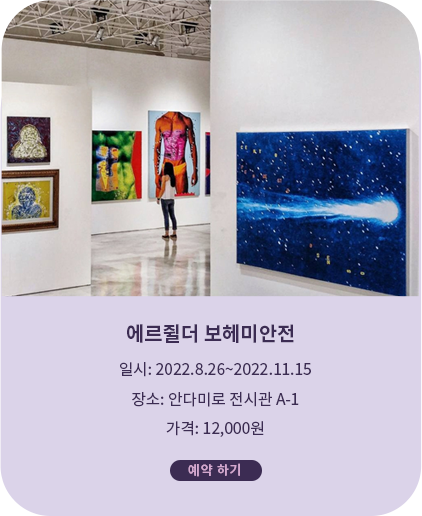 에르쥘더 보헤미안전
일시: 2022.8.26~2022.11.15
장소: 안다미로 전시관 A-1
가격: 12,000원
예약 하기